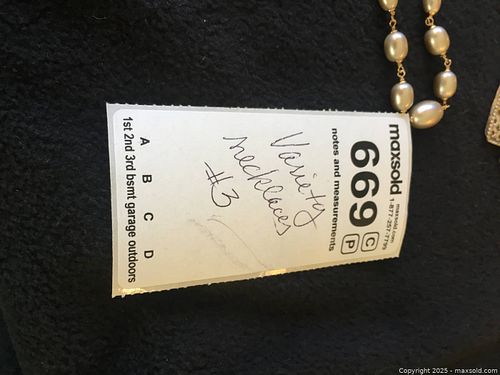 maxsold
maxsold.com
1-877-257-7799
669
C
P
notes and measurements
Variety
Necklaces
#3
A B C D
1st 2nd 3rd bsmt garage outdoors
Copyright 2025 - maxsold.com